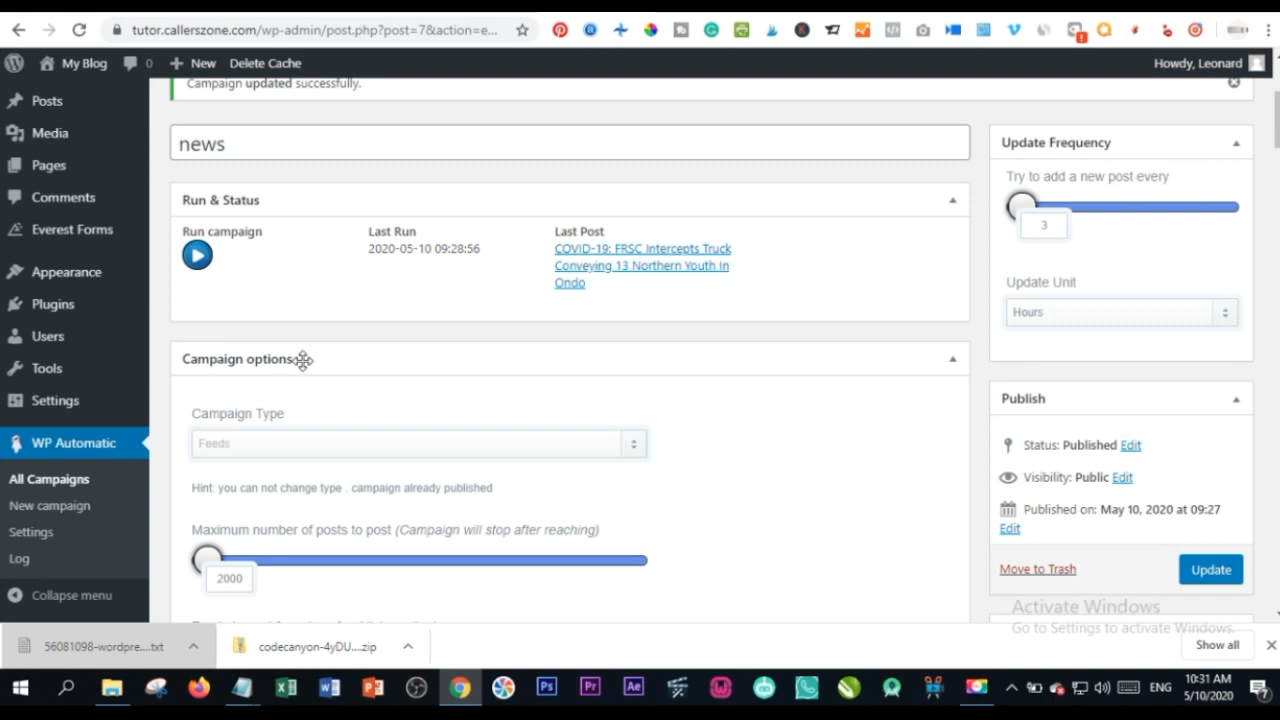 tutor.callerszone.com/wp-admin/post.php?post=7&action=e...
My Blog
0
New
Delete Cache
Howdy, Leonard
Campaign updated successfully.
Posts
Media
Pages
Comments
Everest Forms
Appearance
Plugins
Users
Tools
Settings
WP Automatic
All Campaigns
New campaign
Settings
Log
Collapse menu
news
Run & Status
Run campaign
Last Run
2020-05-10 09:28:56
Last Post
COVID-19: FRSC Intercepts Truck
Conveying 13 Northern Youth In
Ondo
Campaign options
Campaign Type
Feeds
Hint: you can not change type . campaign already published
Maximum number of posts to post (Campaign will stop after reaching)
2000
Update Frequency
Try to add a new post every
3
Update Unit
Hours
Publish
Status: Published Edit
Visibility: Public Edit
Published on: May 10, 2020 at 09:27
Edit
Move to Trash
Update
Activate Windows
Go to Settings to activate Windows.
56081098-wordpre....txt
codecanyon-4yDU....zip
Show all
Ps
Pr
Ae
ENG
10:31 AM
5/10/2020